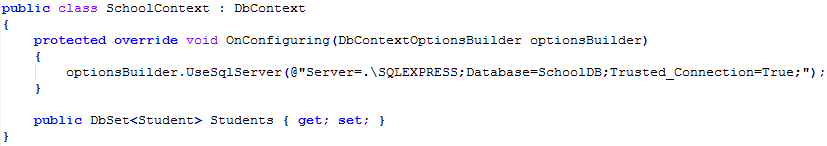 public class SchoolContext : DbContext
{
    protected override void OnConfiguring(DbContextOptionsBuilder optionsBuilder)
    {
        optionsBuilder.UseSqlServer(@"Server=.\SQLEXPRESS;Database=SchoolDB;Trusted_Connection=True;");
    }
    public DbSet<Student> Students { get; set; }
}